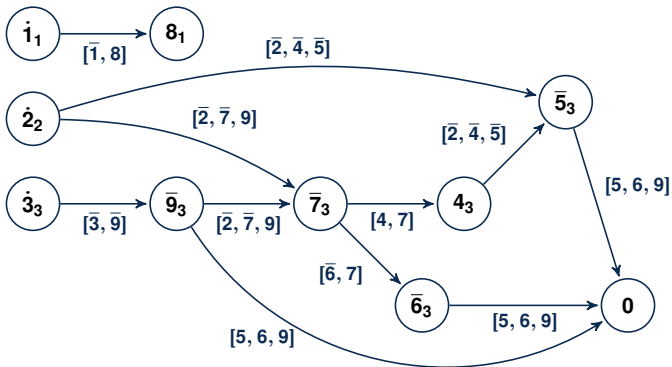 1̇₁
[1̅, 8]
8₁
[2̅, 4̅, 5̅]
2̇₂
[2̅, 7̅, 9]
5̅₃
[2̅, 4̅, 5̅]
3̇₃
[3̅, 9̅]
9̅₃
[2̅, 7̅, 9]
7̅₃
[4, 7]
4₃
[5, 6, 9]
[6̅, 7]
6̅₃
[5, 6, 9]
0
[5, 6, 9]